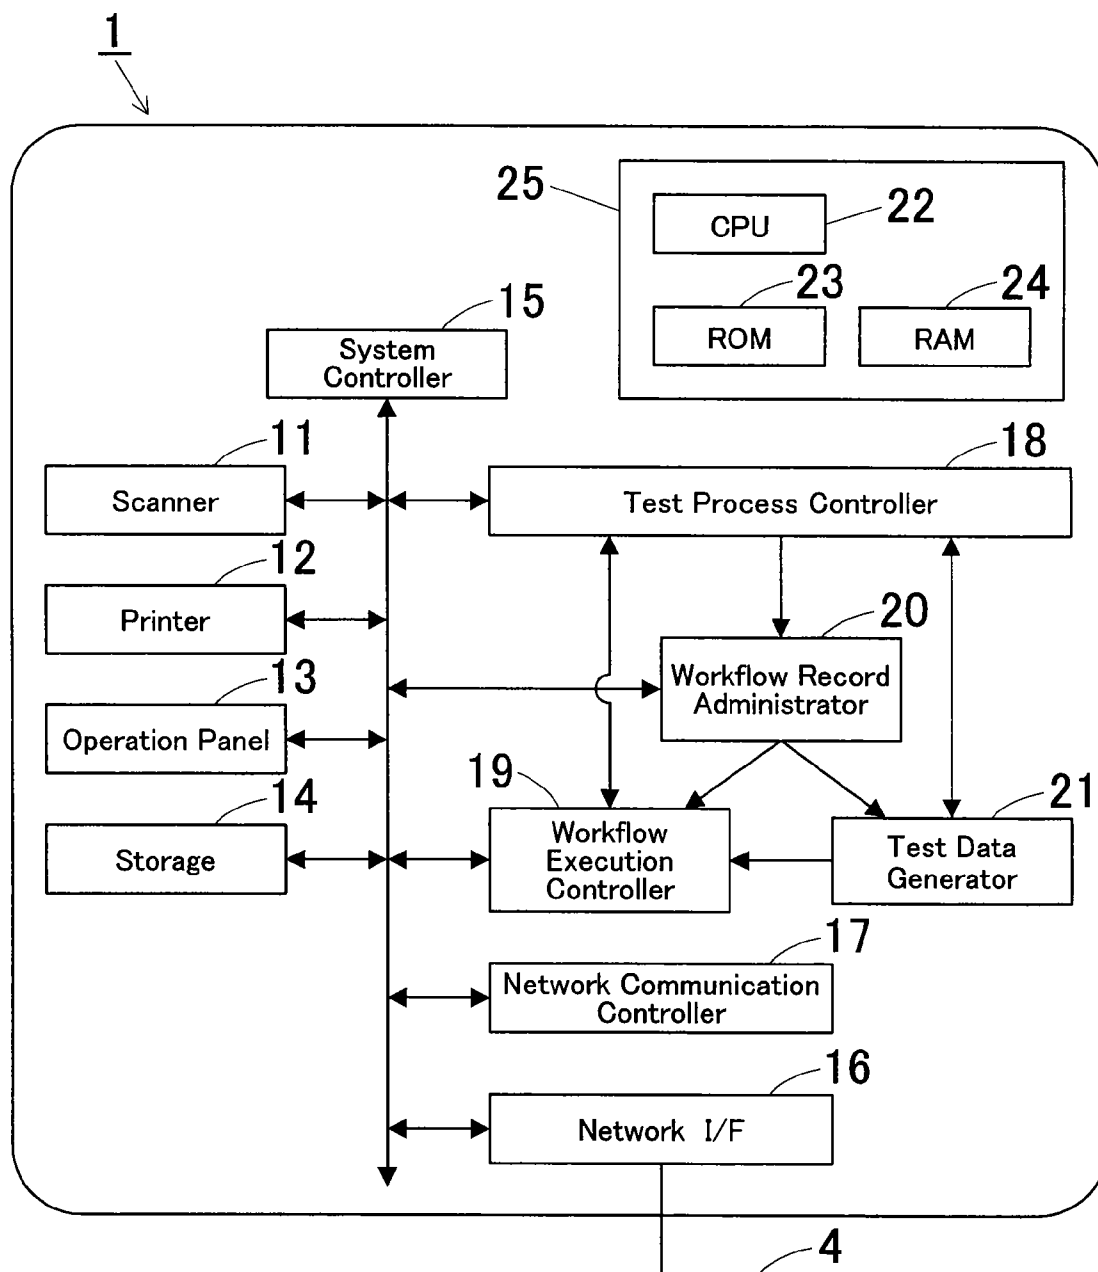 1
25
CPU
22
23
ROM
24
RAM
15
System
Controller
11
Scanner
18
Test Process Controller
12
Printer
20
Workflow Record
Administrator
13
Operation Panel
19
Workflow
Execution
Controller
21
Test Data
Generator
14
Storage
17
Network Communication
Controller
16
Network I/F
4